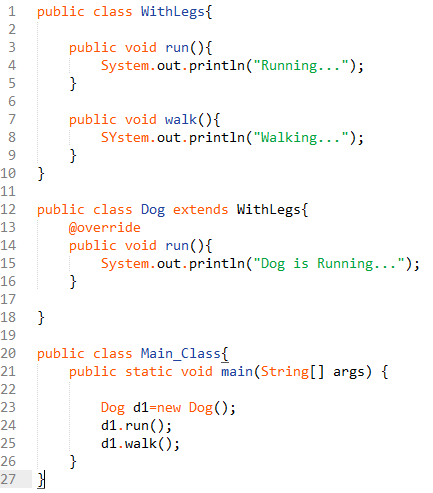 1 public class WithLegs{
2
3     public void run(){
4         System.out.println("Running...");
5     }
6
7     public void walk(){
8         SYstem.out.println("Walking...");
9     }
10 }
11
12 public class Dog extends WithLegs{
13     @override
14     public void run(){
15         System.out.println("Dog is Running...");
16     }
17
18 }
19
20 public class Main_Class{
21     public static void main(String[] args) {
22
23         Dog d1=new Dog();
24         d1.run();
25         d1.walk();
26     }
27 }